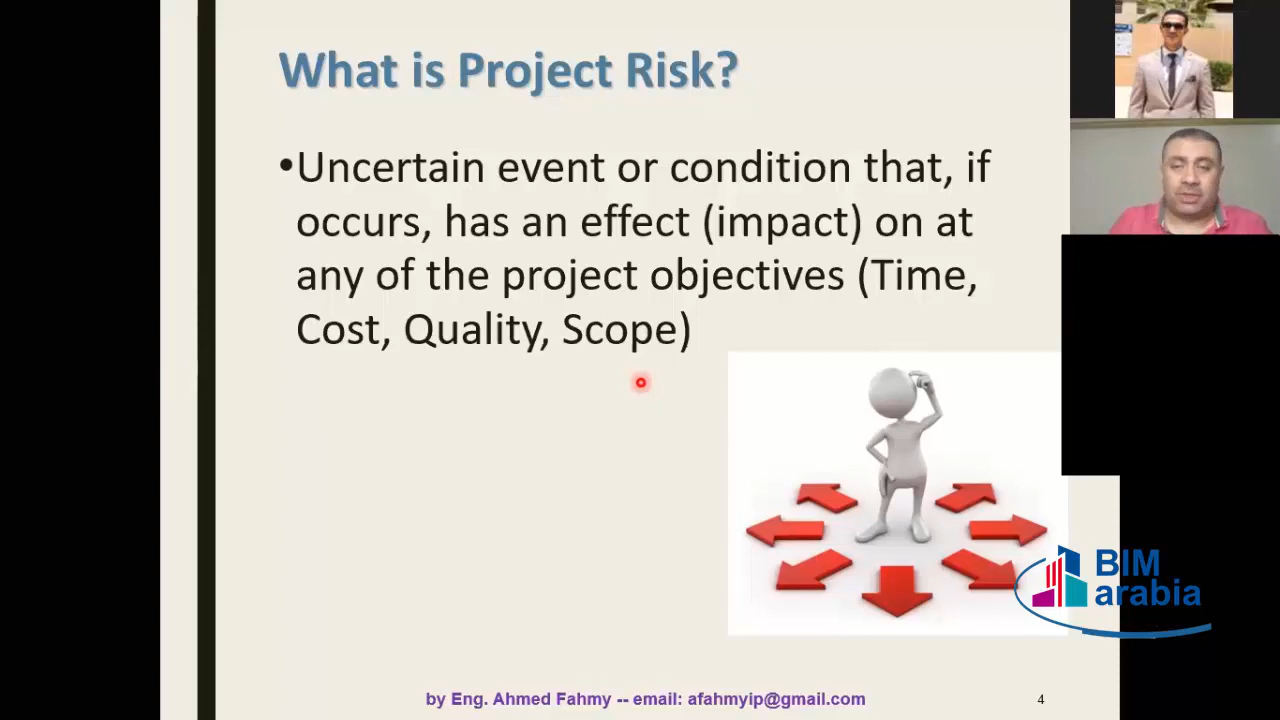 What is Project Risk?
•Uncertain event or condition that, if
occurs, has an effect (impact) on at
any of the project objectives (Time,
Cost, Quality, Scope)
BIM
arabia
by Eng. Ahmed Fahmy -- email: afahmyip@gmail.com
4